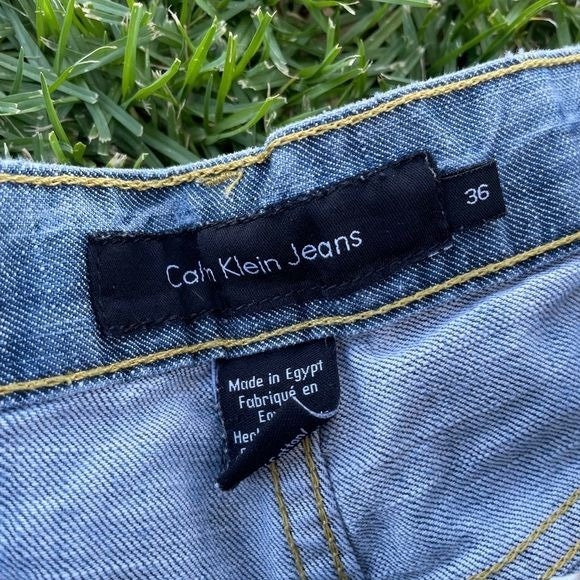 Calvin Klein Jeans
36
Made in Egypt
Fabriqué en